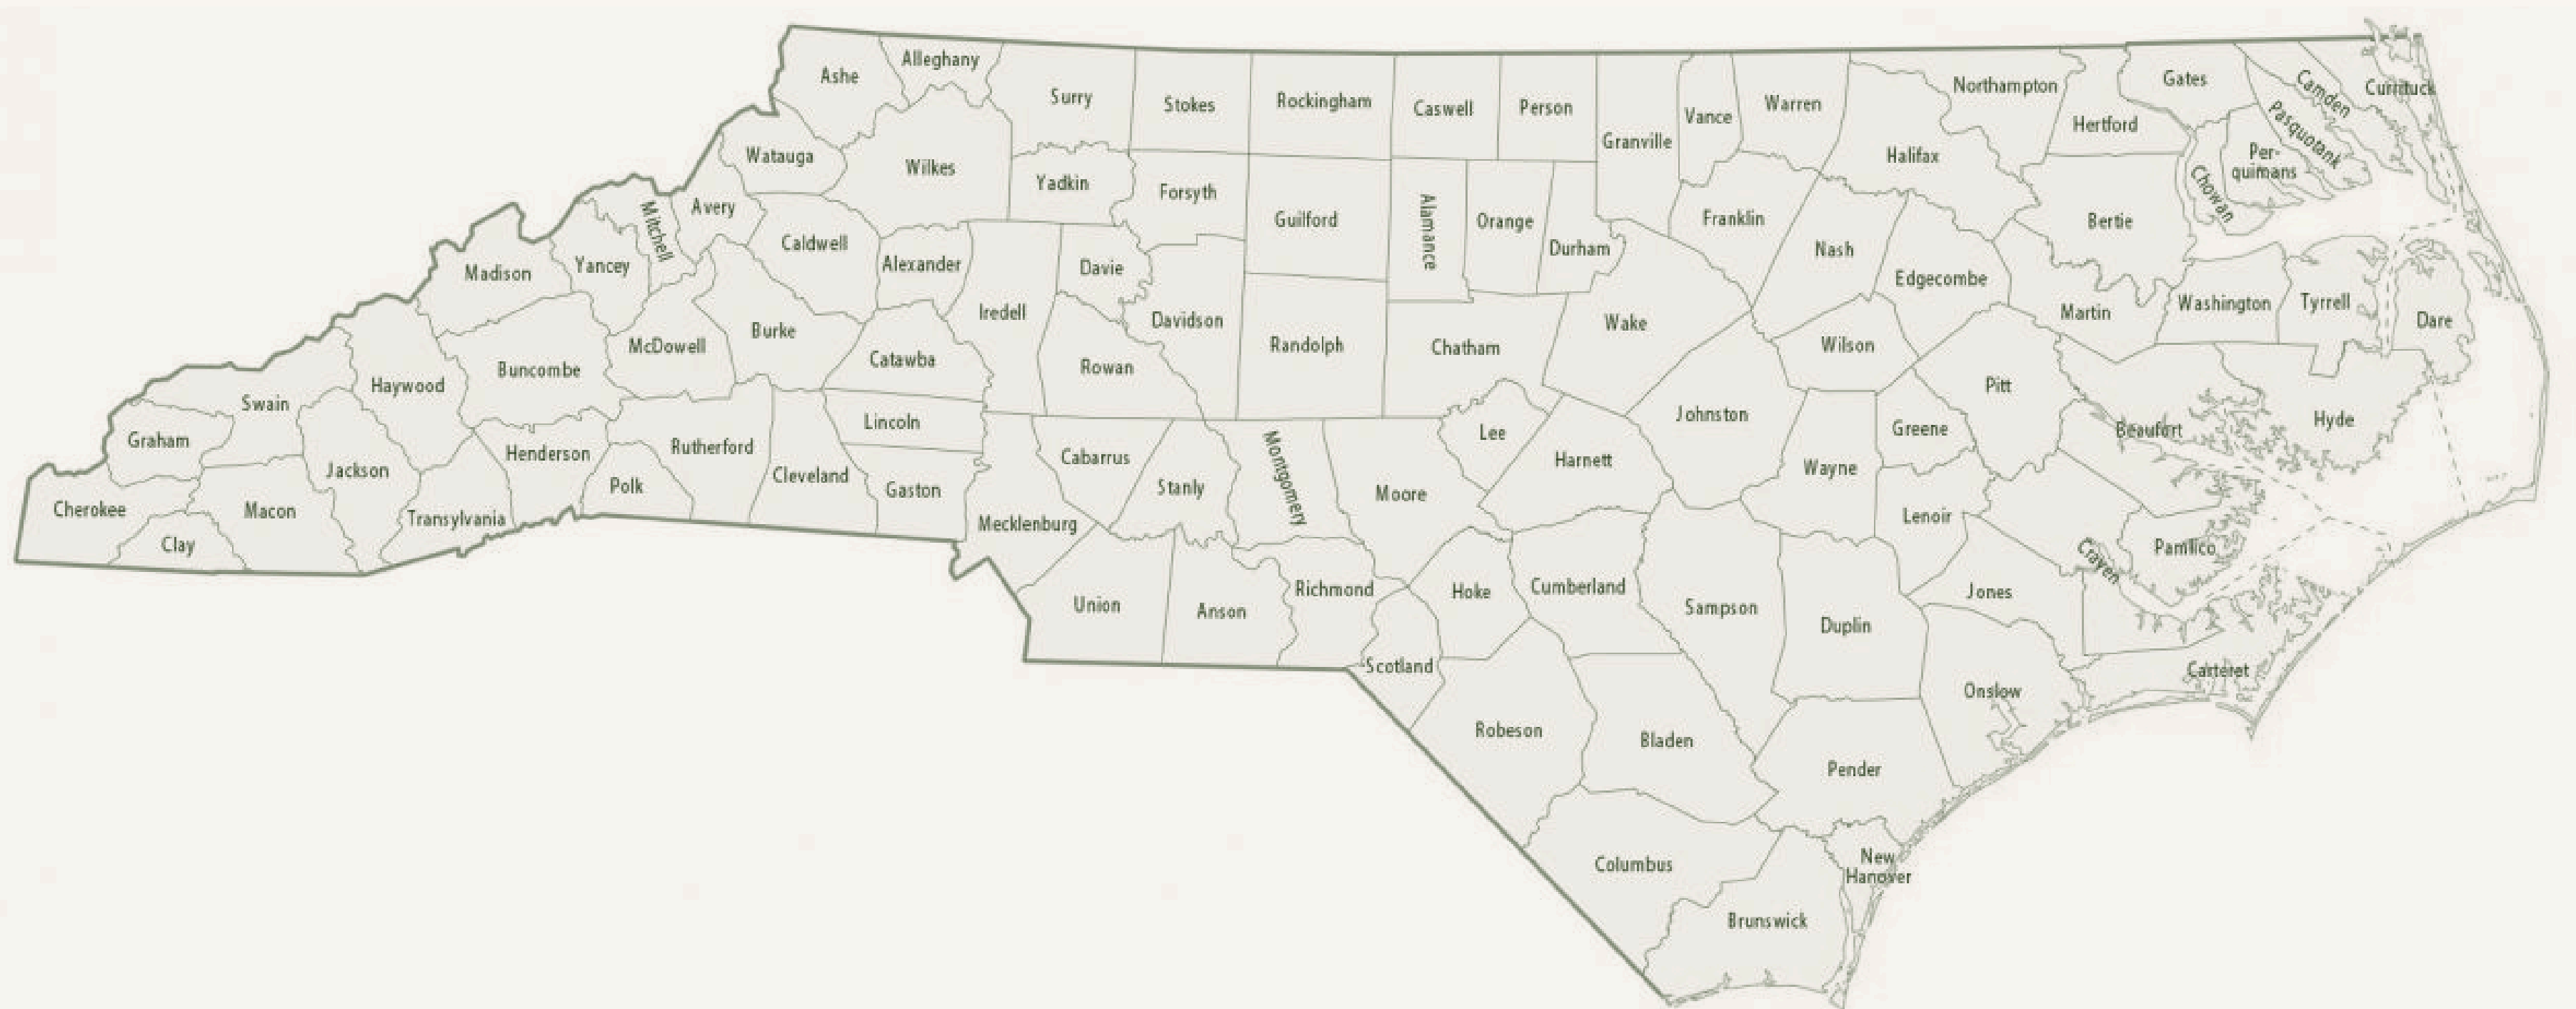 Alleghany
Ashe
Surry
Stokes
Rockingham
Caswell
Person
Granville
Vance
Warren
Northampton
Hertford
Gates
Camden
Currituck
Pasquotank
Per-
quimans
Chowan
Halifax
Watauga
Wilkes
Yadkin
Forsyth
Guilford
Alamance
Orange
Durham
Franklin
Nash
Edgecombe
Bertie
Mitchell
Avery
Caldwell
Alexander
Iredell
Davie
Davidson
Randolph
Chatham
Wake
Wilson
Martin
Washington
Tyrrell
Dare
Madison
Yancey
McDowell
Burke
Catawba
Rowan
Buncombe
Haywood
Swain
Graham
Cherokee
Clay
Macon
Jackson
Transylvania
Henderson
Polk
Rutherford
Cleveland
Lincoln
Gaston
Mecklenburg
Cabarrus
Stanly
Montgomery
Moore
Lee
Harnett
Johnston
Wayne
Greene
Pitt
Beaufort
Hyde
Lenoir
Craven
Pamlico
Jones
Carteret
Onslow
Duplin
Sampson
Cumberland
Hoke
Richmond
Scotland
Anson
Union
Robeson
Bladen
Pender
Columbus
Brunswick
New
Hanover